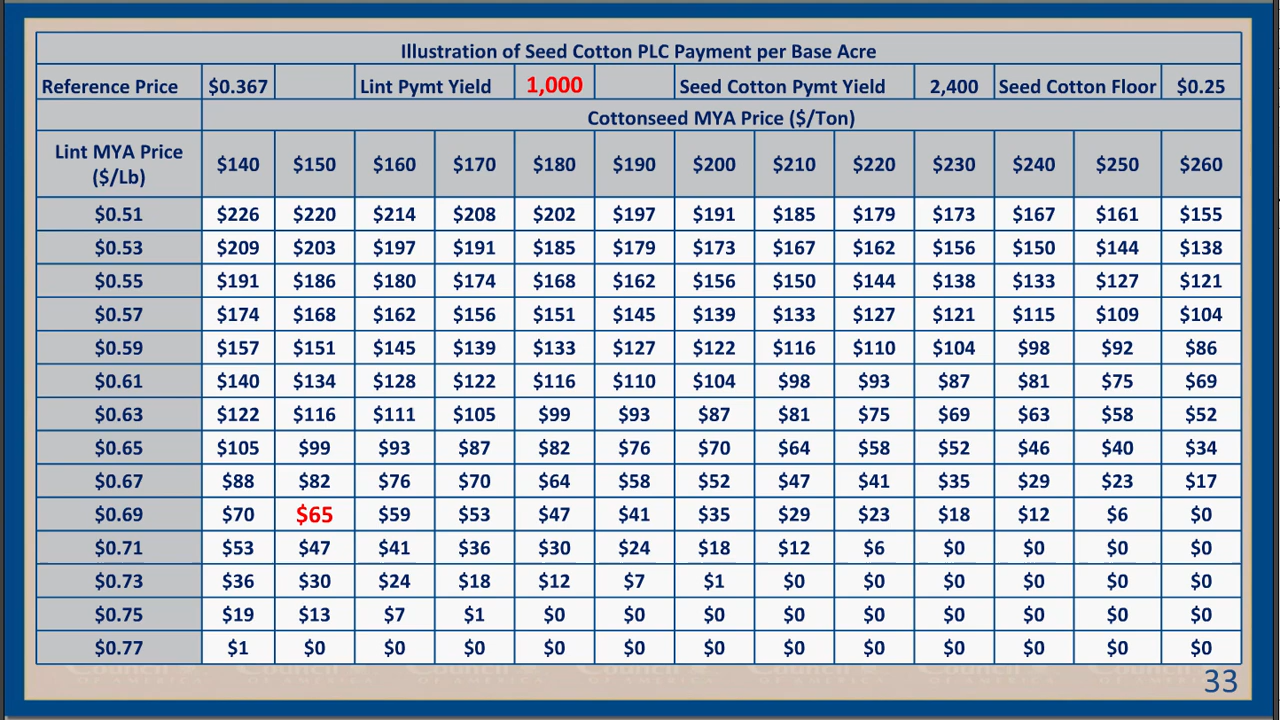 Illustration of Seed Cotton PLC Payment per Base Acre
Reference Price $0.367 Lint Pymt Yield 1,000 Seed Cotton Pymt Yield 2,400 Seed Cotton Floor $0.25
Cottonseed MYA Price ($/Ton)
Lint MYA Price ($/Lb) $140 $150 $160 $170 $180 $190 $200 $210 $220 $230 $240 $250 $260
$0.51 $226 $220 $214 $208 $202 $197 $191 $185 $179 $173 $167 $161 $155
$0.53 $209 $203 $197 $191 $185 $179 $173 $167 $162 $156 $150 $144 $138
$0.55 $191 $186 $180 $174 $168 $162 $156 $150 $144 $138 $133 $127 $121
$0.57 $174 $168 $162 $156 $151 $145 $139 $133 $127 $121 $115 $109 $104
$0.59 $157 $151 $145 $139 $133 $127 $122 $116 $110 $104 $98 $92 $86
$0.61 $140 $134 $128 $122 $116 $110 $104 $98 $93 $87 $81 $75 $69
$0.63 $122 $116 $111 $105 $99 $93 $87 $81 $75 $69 $63 $58 $52
$0.65 $105 $99 $93 $87 $82 $76 $70 $64 $58 $52 $46 $40 $34
$0.67 $88 $82 $76 $70 $64 $58 $52 $47 $41 $35 $29 $23 $17
$0.69 $70 $65 $59 $53 $47 $41 $35 $29 $23 $18 $12 $6 $0
$0.71 $53 $47 $41 $36 $30 $24 $18 $12 $6 $0 $0 $0 $0
$0.73 $36 $30 $24 $18 $12 $7 $1 $0 $0 $0 $0 $0 $0
$0.75 $19 $13 $7 $1 $0 $0 $0 $0 $0 $0 $0 $0 $0
$0.77 $1 $0 $0 $0 $0 $0 $0 $0 $0 $0 $0 $0 $0
33